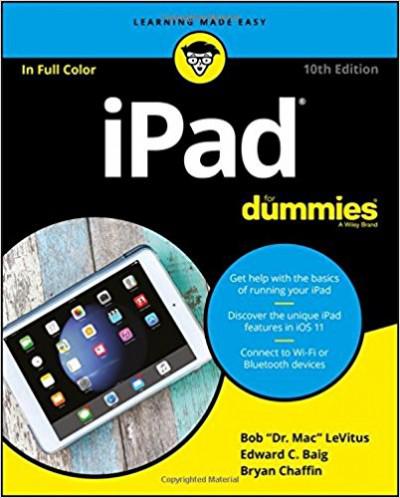 LEARNING MADE EASY
In Full Color
10th Edition
iPad®
for
dummies
A Wiley Brand
Get help with the basics
of running your iPad
Discover the unique iPad
features in iOS 11
Connect to Wi-Fi or
Bluetooth devices
Bob "Dr. Mac" LeVitus
Edward C. Baig
Bryan Chaffin
Copyrighted Material